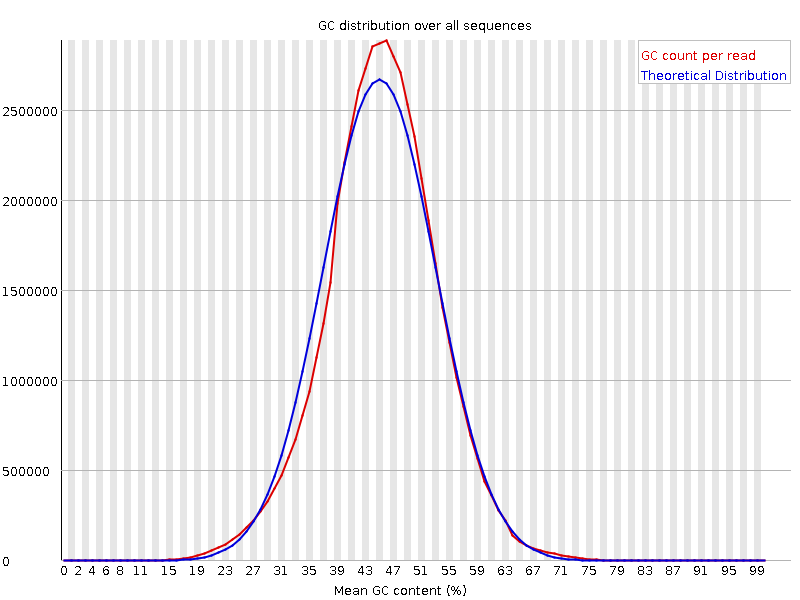 GC distribution over all sequences
GC count per read
Theoretical Distribution
2500000
2000000
1500000
1000000
500000
0
0 2 4 6 8 11 15 19 23 27 31 35 39 43 47 51 55 59 63 67 71 75 79 83 87 91 95 99
Mean GC content (%)